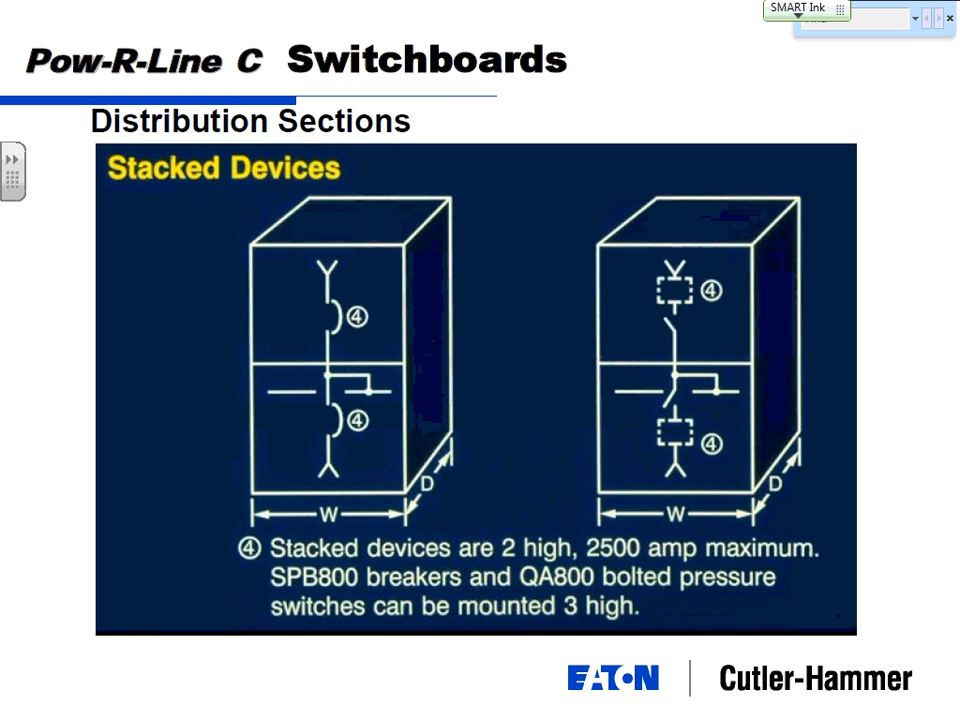 SMART Ink
Pow-R-Line C Switchboards
Distribution Sections
Stacked Devices
④
④
④
④
D
D
W
W
④ Stacked devices are 2 high, 2500 amp maximum.
SPB800 breakers and QA800 bolted pressure
switches can be mounted 3 high.
EATON | Cutler-Hammer